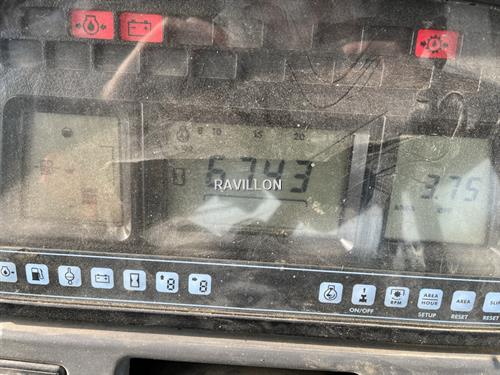 8 10 15 20
6743
3.75
RAVILLON
8 8
ON/OFF
RPM
AREA HOUR
SETUP
AREA
RESET
RESET